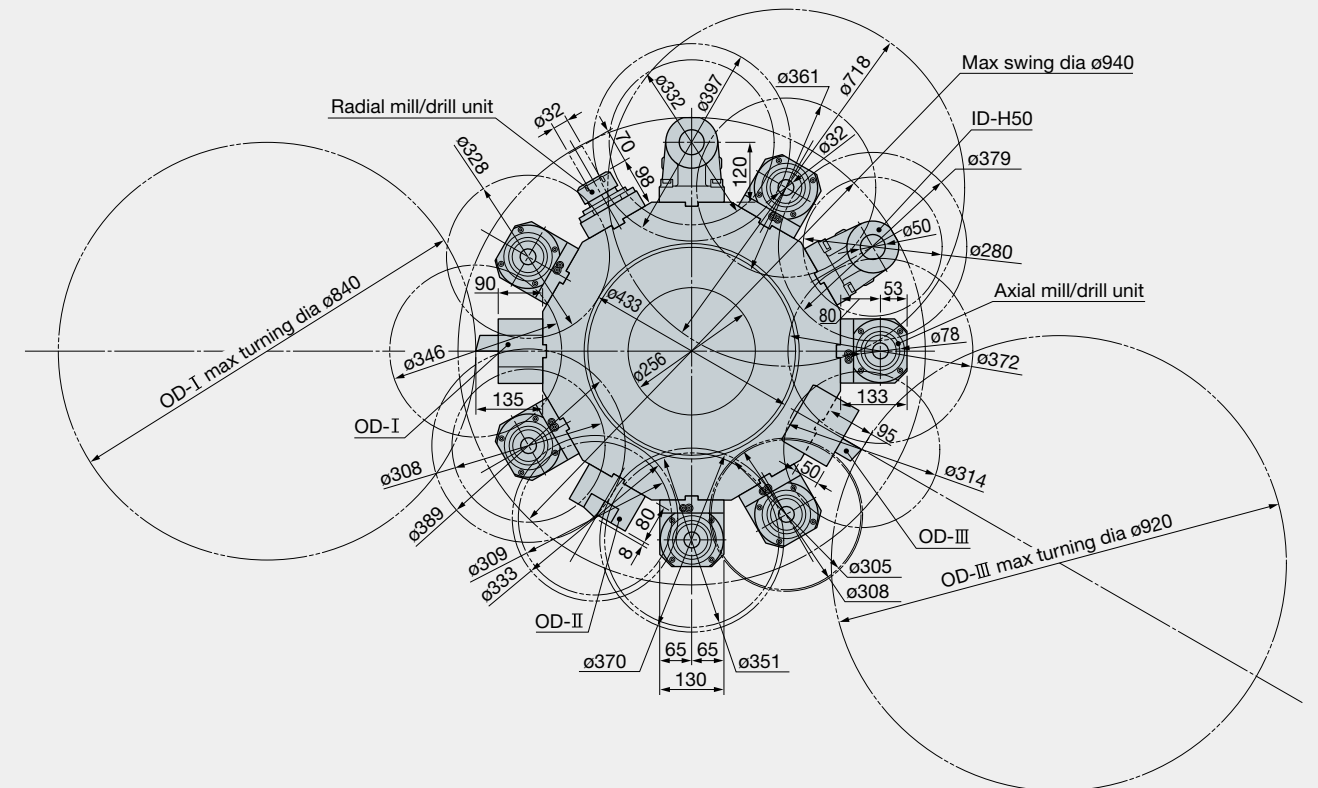 Max swing dia ø940
ø361
ø718
ø332
ø397
Radial mill/drill unit
ø32
70
98
120
ø32
ID-H50
ø379
ø328
ø50
ø280
90
ø433
80
53
Axial mill/drill unit
OD-Ⅰ max turning dia ø840
ø346
ø256
ø78
ø372
135
133
OD-Ⅰ
95
ø308
50
ø314
ø389
80
8
OD-Ⅲ
ø309
ø333
ø305
ø308
OD-Ⅲ max turning dia ø920
OD-Ⅱ
ø370
65
65
ø351
130